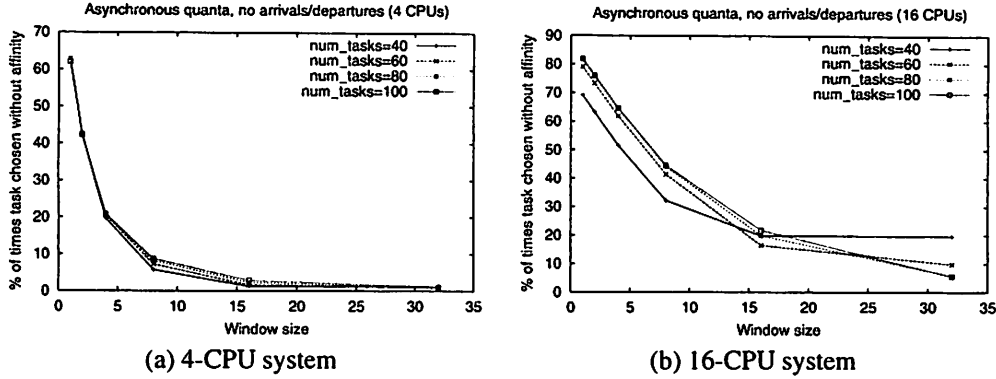 Asynchronous quanta, no arrivals/departures (4 CPUs)
% of times task chosen without affinity
70
60
50
40
30
20
10
0
num_tasks=40
num_tasks=60
num_tasks=80
num_tasks=100
0 5 10 15 20 25 30 35
Window size
(a) 4-CPU system
Asynchronous quanta, no arrivals/departures (16 CPUs)
% of times task chosen without affinity
90
80
70
60
50
40
30
20
10
0
num_tasks=40
num_tasks=60
num_tasks=80
num_tasks=100
0 5 10 15 20 25 30 35
Window size
(b) 16-CPU system